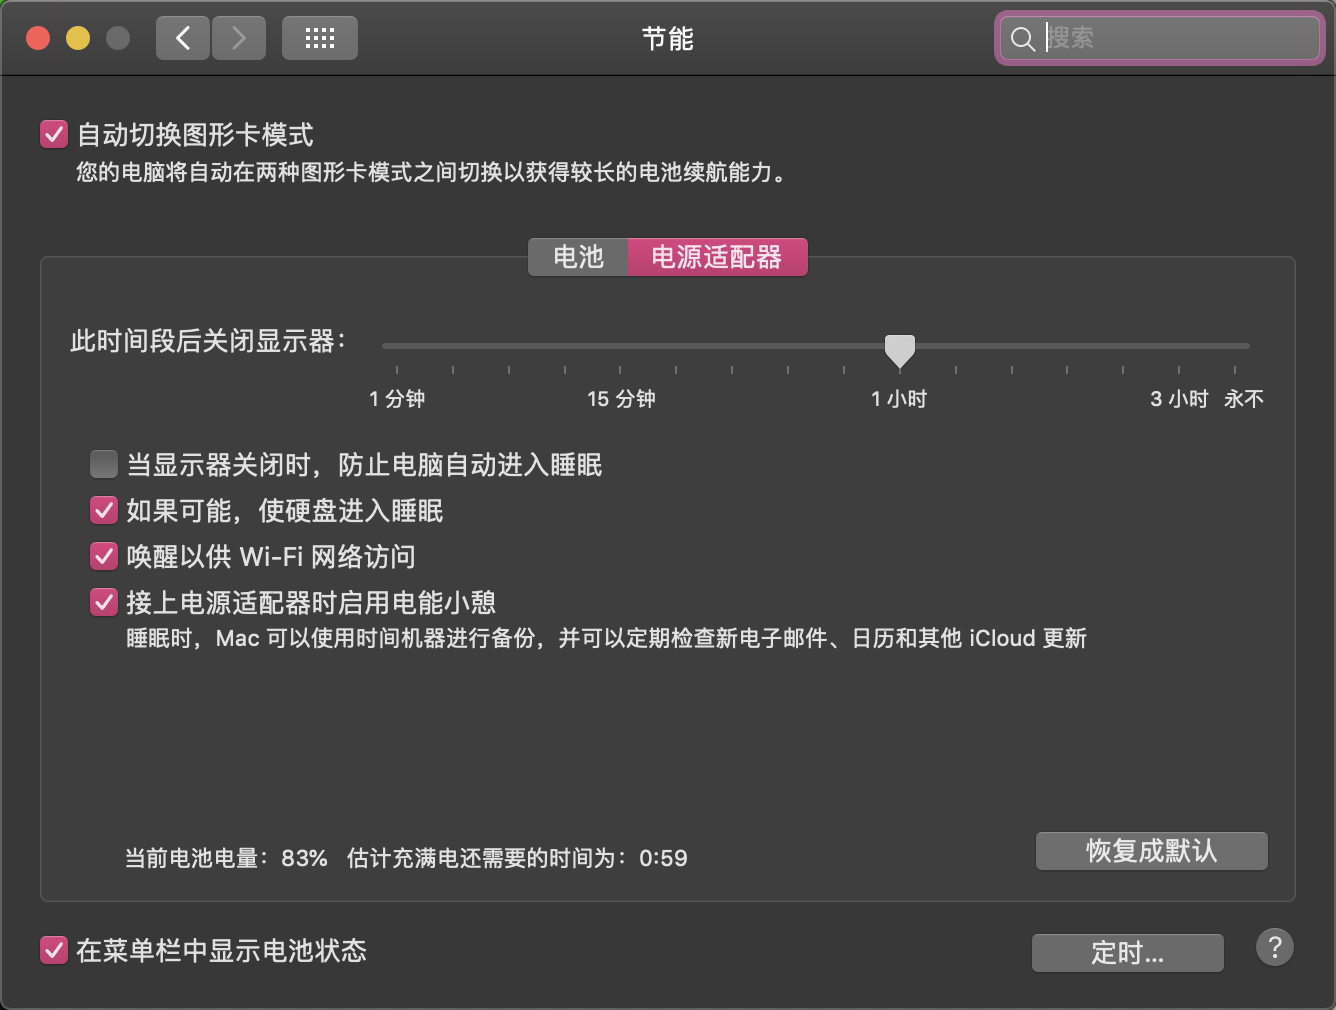 节能
搜索
自动切换图形卡模式
您的电脑将自动在两种图形卡模式之间切换以获得较长的电池续航能力。
电池 电源适配器
此时间段后关闭显示器：
1 分钟 15 分钟 1 小时 3 小时 永不
当显示器关闭时，防止电脑自动进入睡眠
如果可能，使硬盘进入睡眠
唤醒以供 Wi-Fi 网络访问
接上电源适配器时启用电能小憩
睡眠时，Mac 可以使用时间机器进行备份，并可以定期检查新电子邮件、日历和其他 iCloud 更新
当前电池电量：83% 估计充满电还需要的时间为：0:59
恢复成默认
在菜单栏中显示电池状态
定时...
?